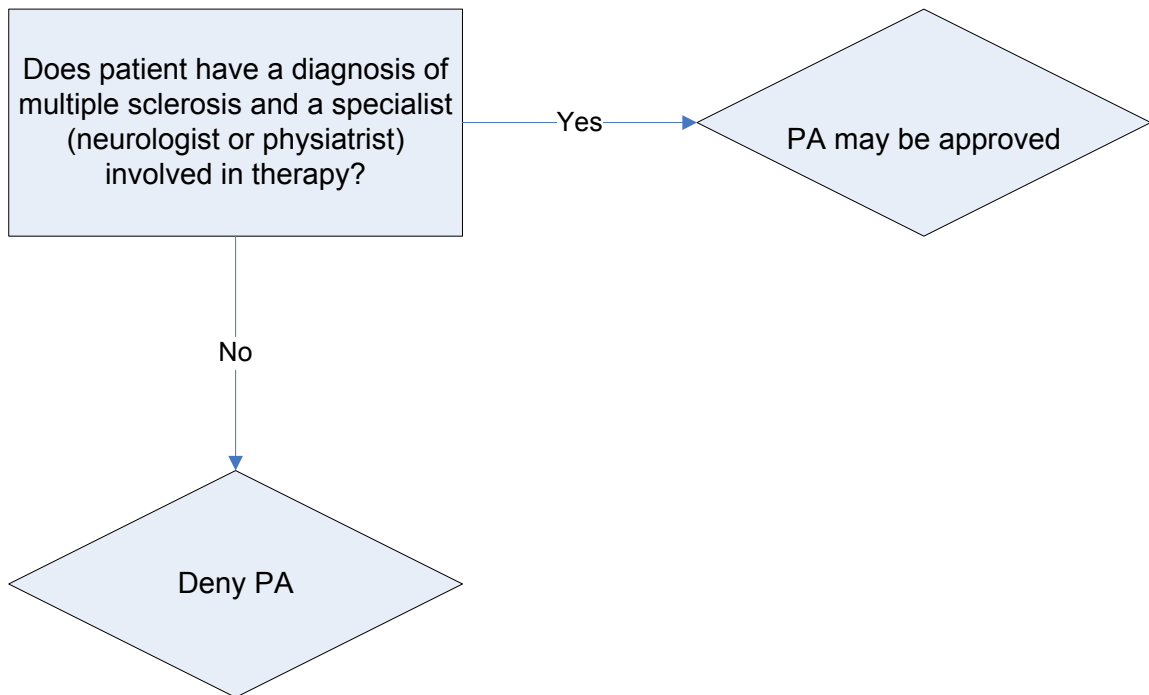 Does patient have a diagnosis of
multiple sclerosis and a specialist
(neurologist or physiatrist)
involved in therapy?
Yes
PA may be approved
No
Deny PA